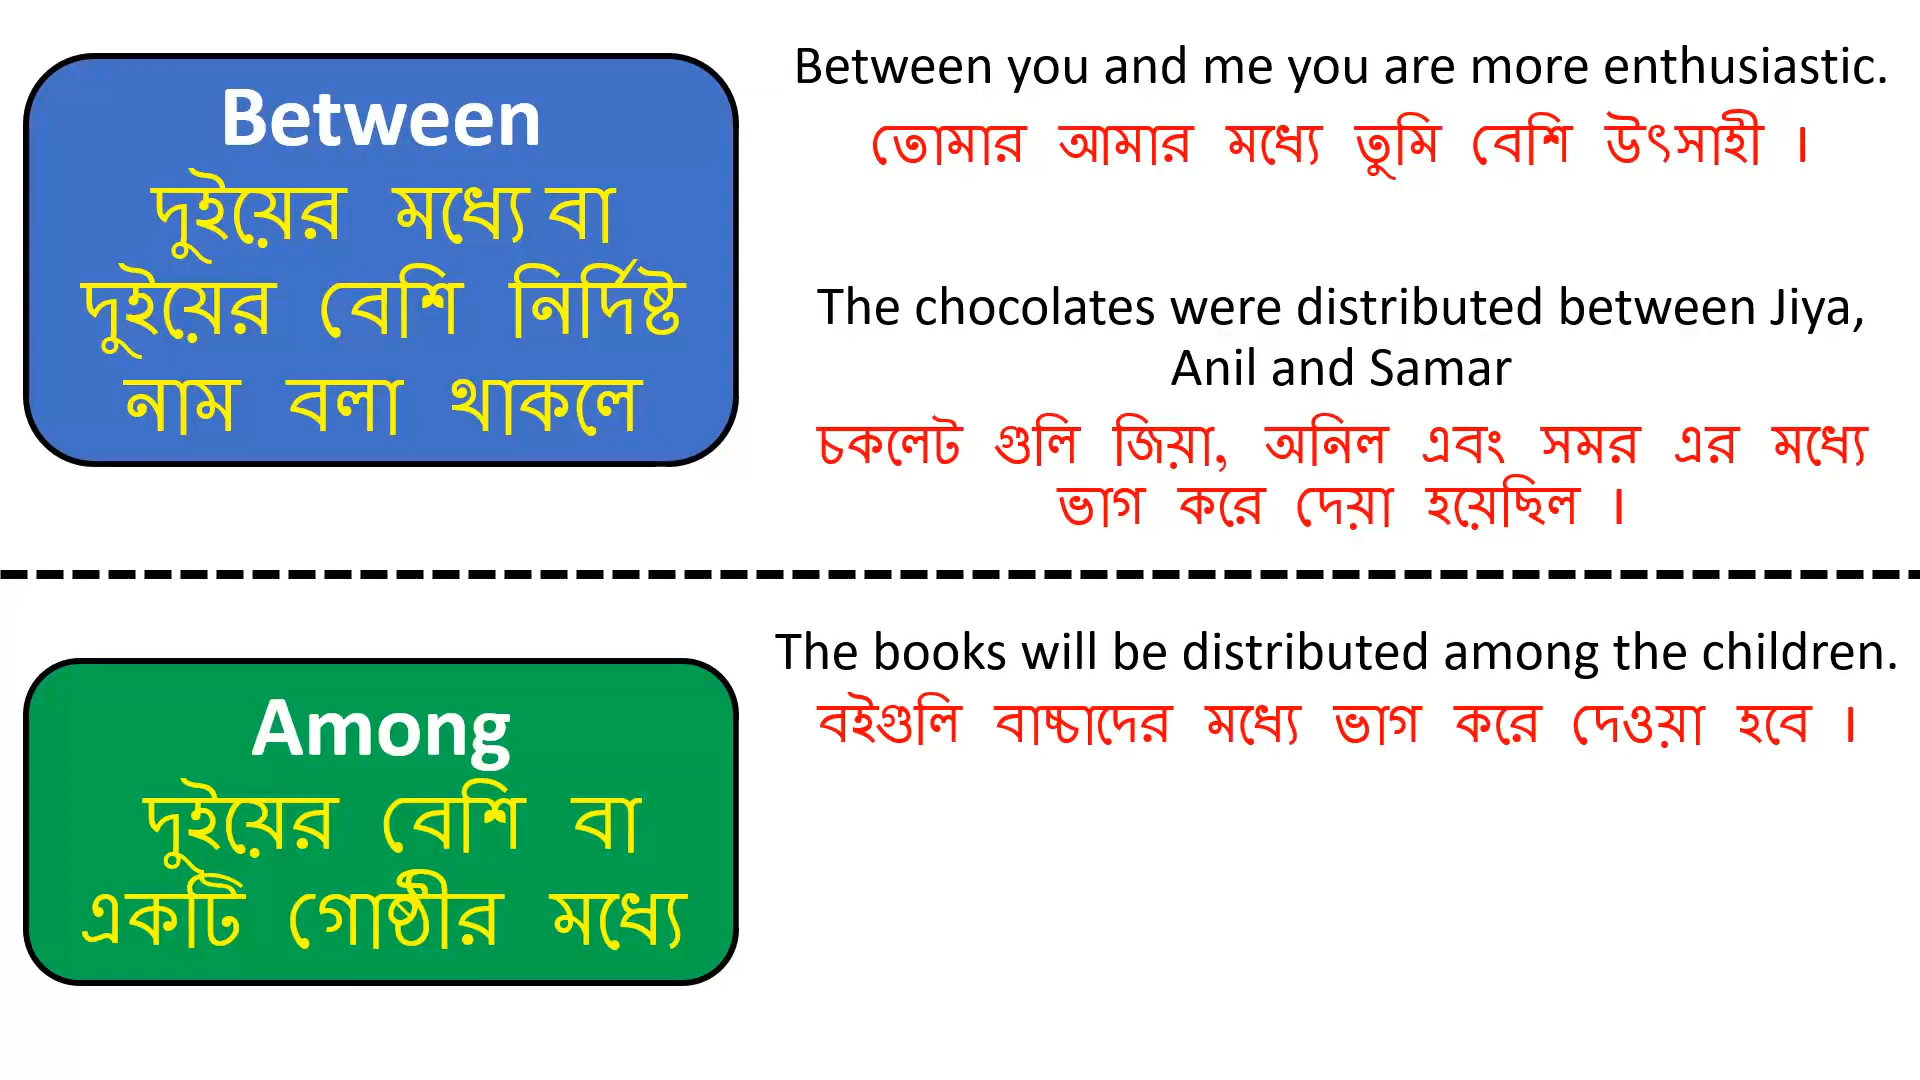 Between
দুইয়ের মধ্যে বা
দুইয়ের বেশি নির্দিষ্ট
নাম বলা থাকলে
Between you and me you are more enthusiastic.
তোমার আমার মধ্যে তুমি বেশি উৎসাহী ।
The chocolates were distributed between Jiya,
Anil and Samar
চকলেট গুলি জিয়া, অনিল এবং সমর এর মধ্যে
ভাগ করে দেয়া হয়েছিল ।
Among
দুইয়ের বেশি বা
একটি গোষ্ঠীর মধ্যে
The books will be distributed among the children.
বইগুলি বাচ্চাদের মধ্যে ভাগ করে দেওয়া হবে ।